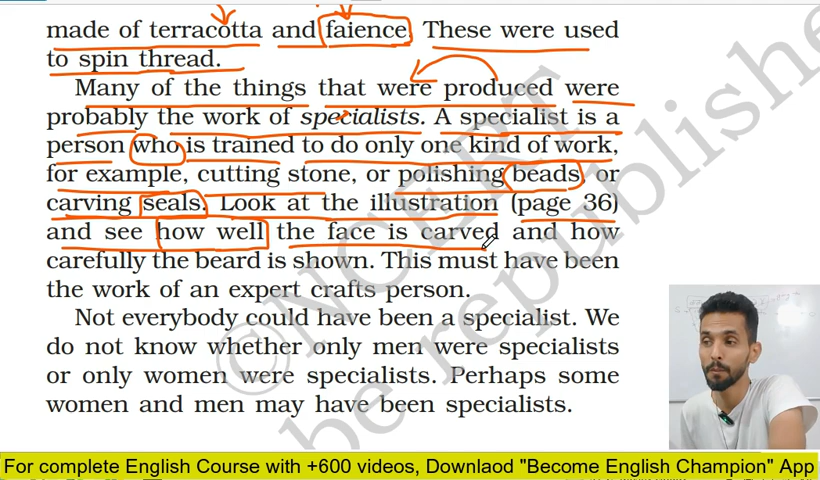 made of terracotta and faience. These were used
to spin thread.
Many of the things that were produced were
probably the work of specialists. A specialist is a
person who is trained to do only one kind of work,
for example, cutting stone, or polishing beads, or
carving seals. Look at the illustration (page 36)
and see how well the face is carved and how
carefully the beard is shown. This must have been
the work of an expert crafts person.
Not everybody could have been a specialist. We
do not know whether only men were specialists
or only women were specialists. Perhaps some
women and men may have been specialists.
©NCERT
be republished
For complete English Course with +600 videos, Downlaod "Become English Champion" App